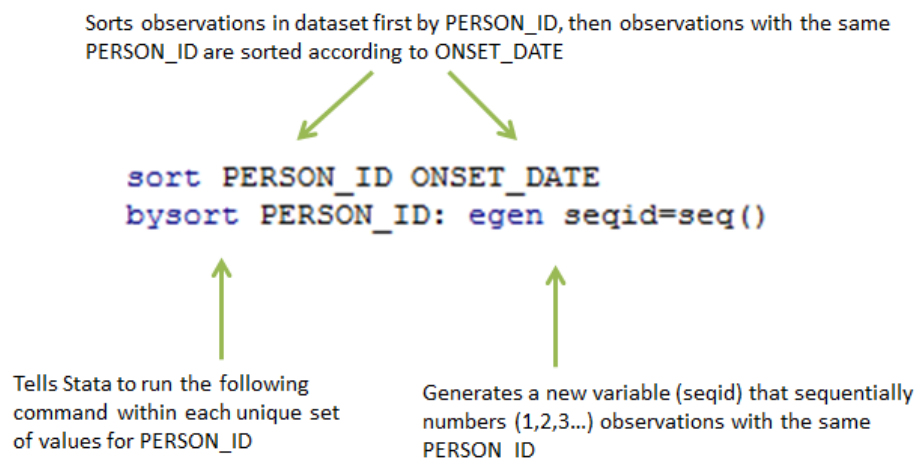 Sorts observations in dataset first by PERSON_ID, then observations with the same
PERSON_ID are sorted according to ONSET_DATE
sort PERSON_ID ONSET_DATE
bysort PERSON_ID: egen seqid=seq()
Tells Stata to run the following
command within each unique set
of values for PERSON_ID
Generates a new variable (seqid) that sequentially
numbers (1,2,3...) observations with the same
PERSON_ID